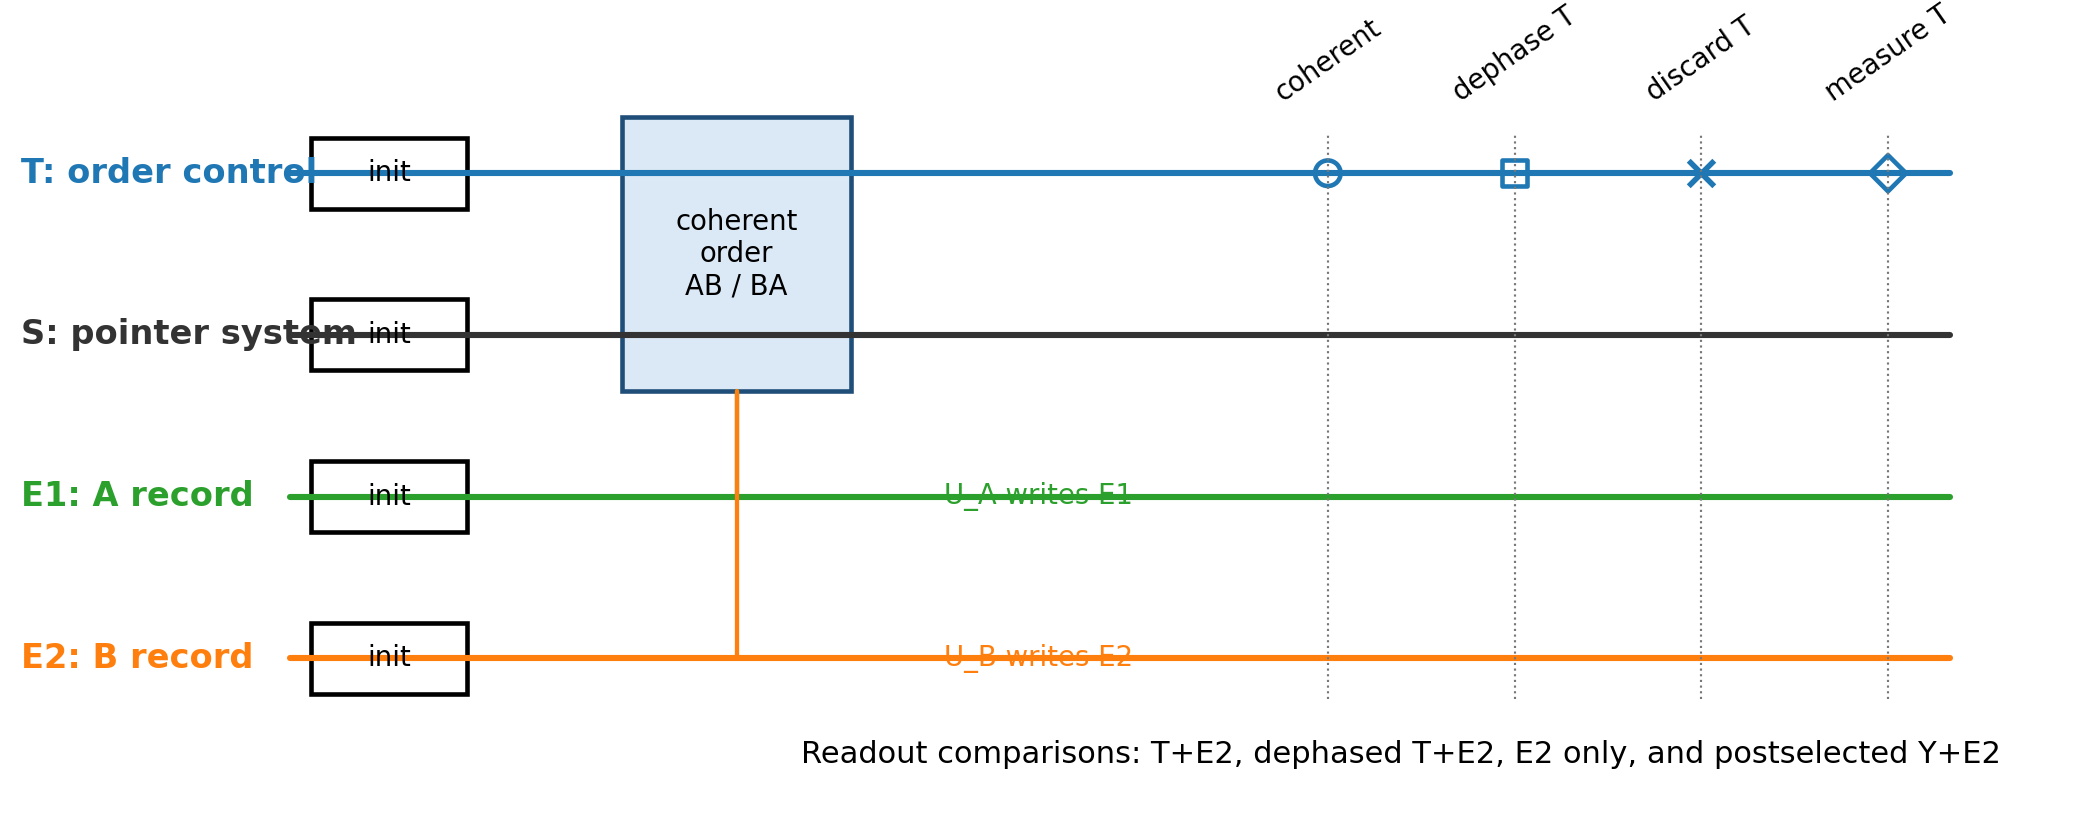 coherent
dephase T
discard T
measure T
T: order control
init
coherent
order
AB / BA
S: pointer system
init
E1: A record
init
U_A writes E1
E2: B record
init
U_B writes E2
Readout comparisons: T+E2, dephased T+E2, E2 only, and postselected Y+E2